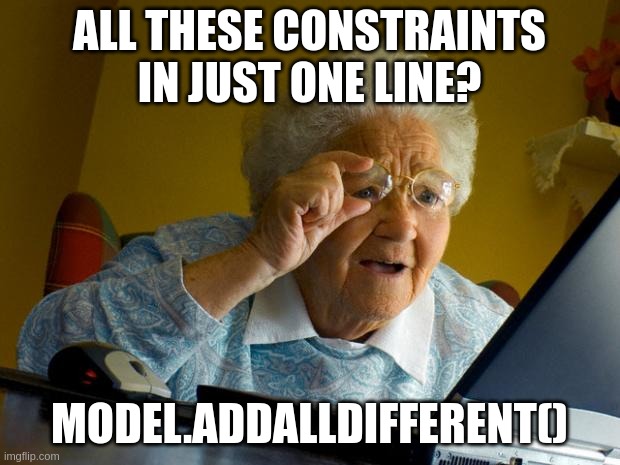 ALL THESE CONSTRAINTS
IN JUST ONE LINE?
MODEL.ADDALLDIFFERENT()
imgflip.com